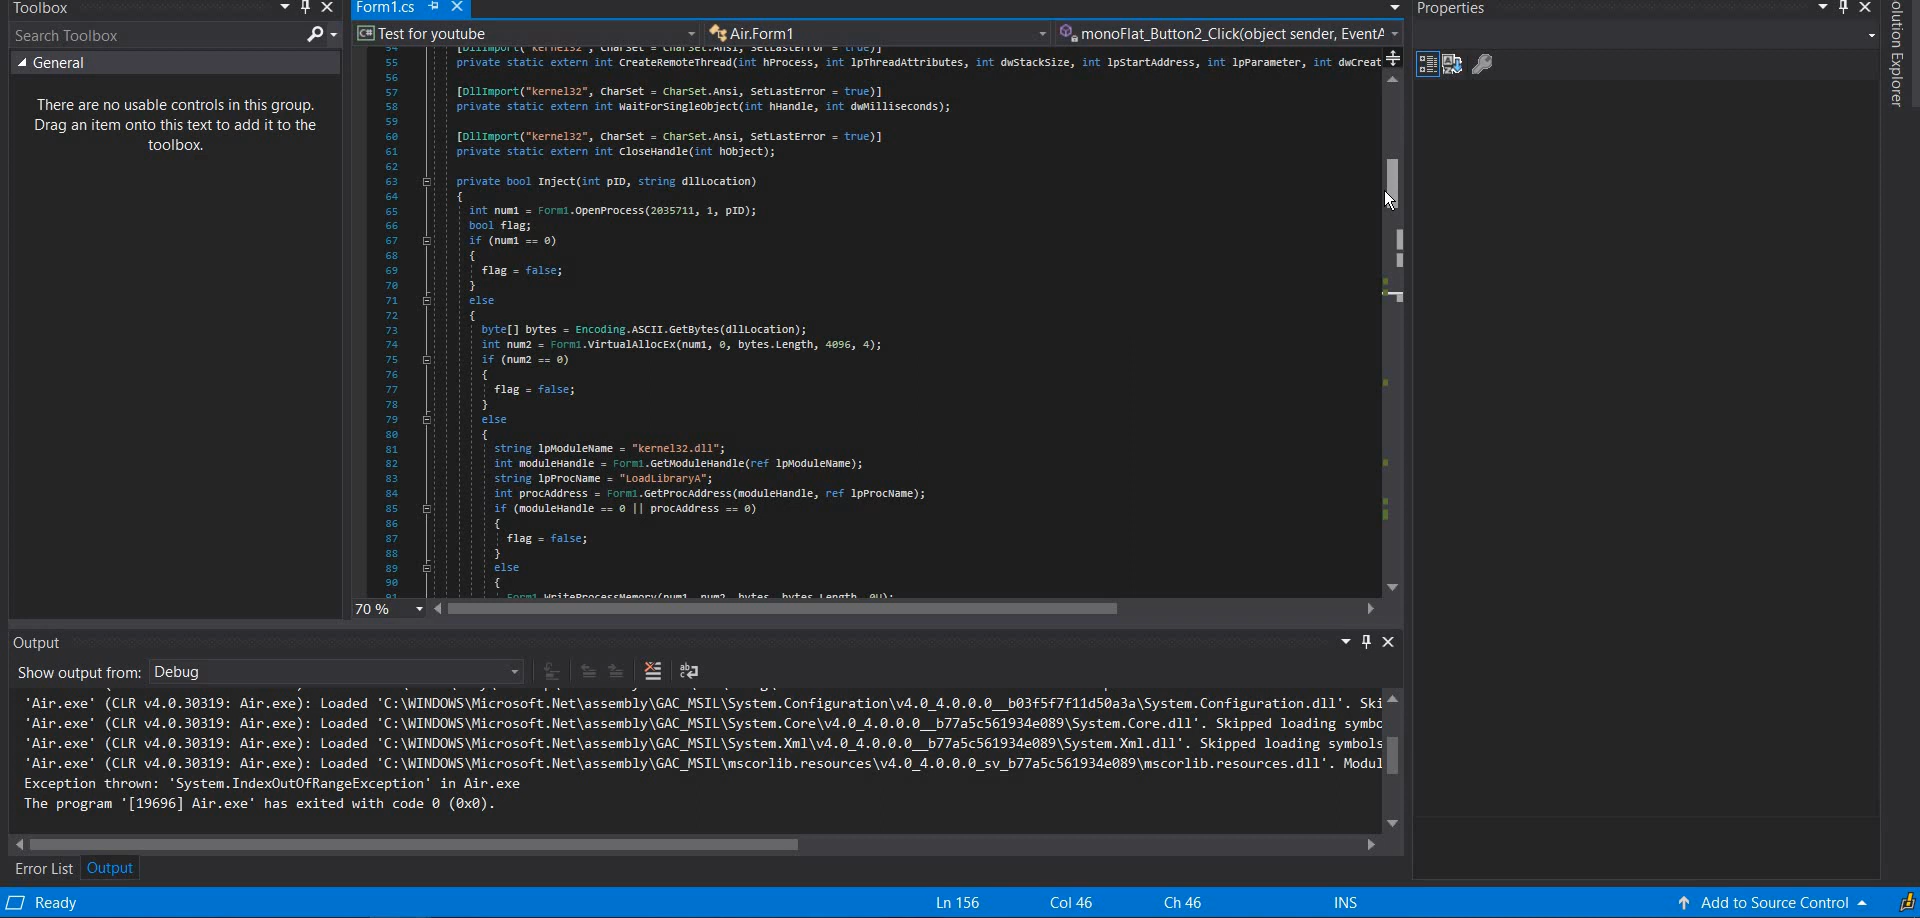 Toolbox
Search Toolbox
General
There are no usable controls in this group.
Drag an item onto this text to add it to the
toolbox.
Form1.cs
C# Test for youtube
Air.Form1
monoFlat_Button2_Click(object sender, EventA
54 [DllImport("kernel32", CharSet = CharSet.Ansi, SetLastError = true)]
55 private static extern int CreateRemoteThread(int hProcess, int lpThreadAttributes, int dwStackSize, int lpStartAddress, int lpParameter, int dwCreat
56
57 [DllImport("kernel32", CharSet = CharSet.Ansi, SetLastError = true)]
58 private static extern int WaitForSingleObject(int hHandle, int dwMilliseconds);
59
60 [DllImport("kernel32", CharSet = CharSet.Ansi, SetLastError = true)]
61 private static extern int CloseHandle(int hObject);
62
63 private bool Inject(int pID, string dllLocation)
64 {
65 int num1 = Form1.OpenProcess(2035711, 1, pID);
66 bool flag;
67 if (num1 == 0)
68 {
69 flag = false;
70 }
71 else
72 {
73 byte[] bytes = Encoding.ASCII.GetBytes(dllLocation);
74 int num2 = Form1.VirtualAllocEx(num1, 0, bytes.Length, 4096, 4);
75 if (num2 == 0)
76 {
77 flag = false;
78 }
79 else
80 {
81 string lpModuleName = "kernel32.dll";
82 int moduleHandle = Form1.GetModuleHandle(ref lpModuleName);
83 string lpProcName = "LoadLibraryA";
84 int procAddress = Form1.GetProcAddress(moduleHandle, ref lpProcName);
85 if (moduleHandle == 0 || procAddress == 0)
86 {
87 flag = false;
88 }
89 else
90 {
91 Form1.WriteProcessMemory(num1, num2, bytes, bytes.Length, 0U);
70 %
Properties
olution Explorer
Output
Show output from: Debug
'Air.exe' (CLR v4.0.30319: Air.exe): Loaded 'C:\WINDOWS\Microsoft.Net\assembly\GAC_MSIL\System.Configuration\v4.0_4.0.0.0__b03f5f7f11d50a3a\System.Configuration.dll'. Ski
'Air.exe' (CLR v4.0.30319: Air.exe): Loaded 'C:\WINDOWS\Microsoft.Net\assembly\GAC_MSIL\System.Core\v4.0_4.0.0.0__b77a5c561934e089\System.Core.dll'. Skipped loading symbo
'Air.exe' (CLR v4.0.30319: Air.exe): Loaded 'C:\WINDOWS\Microsoft.Net\assembly\GAC_MSIL\System.Xml\v4.0_4.0.0.0__b77a5c561934e089\System.Xml.dll'. Skipped loading symbols
'Air.exe' (CLR v4.0.30319: Air.exe): Loaded 'C:\WINDOWS\Microsoft.Net\assembly\GAC_MSIL\mscorlib.resources\v4.0_4.0.0.0_sv_b77a5c561934e089\mscorlib.resources.dll'. Modul
Exception thrown: 'System.IndexOutOfRangeException' in Air.exe
The program '[19696] Air.exe' has exited with code 0 (0x0).
Error List
Output
Ready
Ln 156
Col 46
Ch 46
INS
Add to Source Control